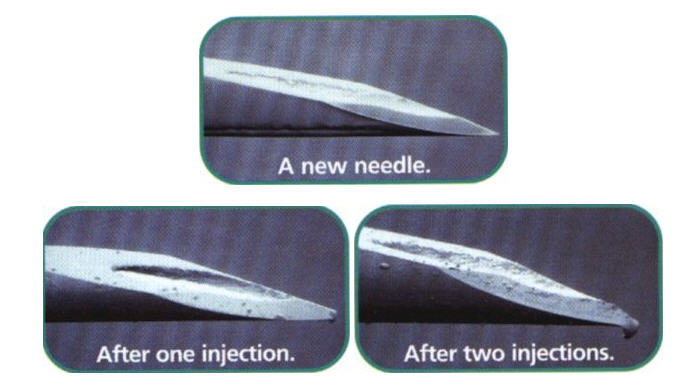 A new needle.
After one injection.
After two injections.